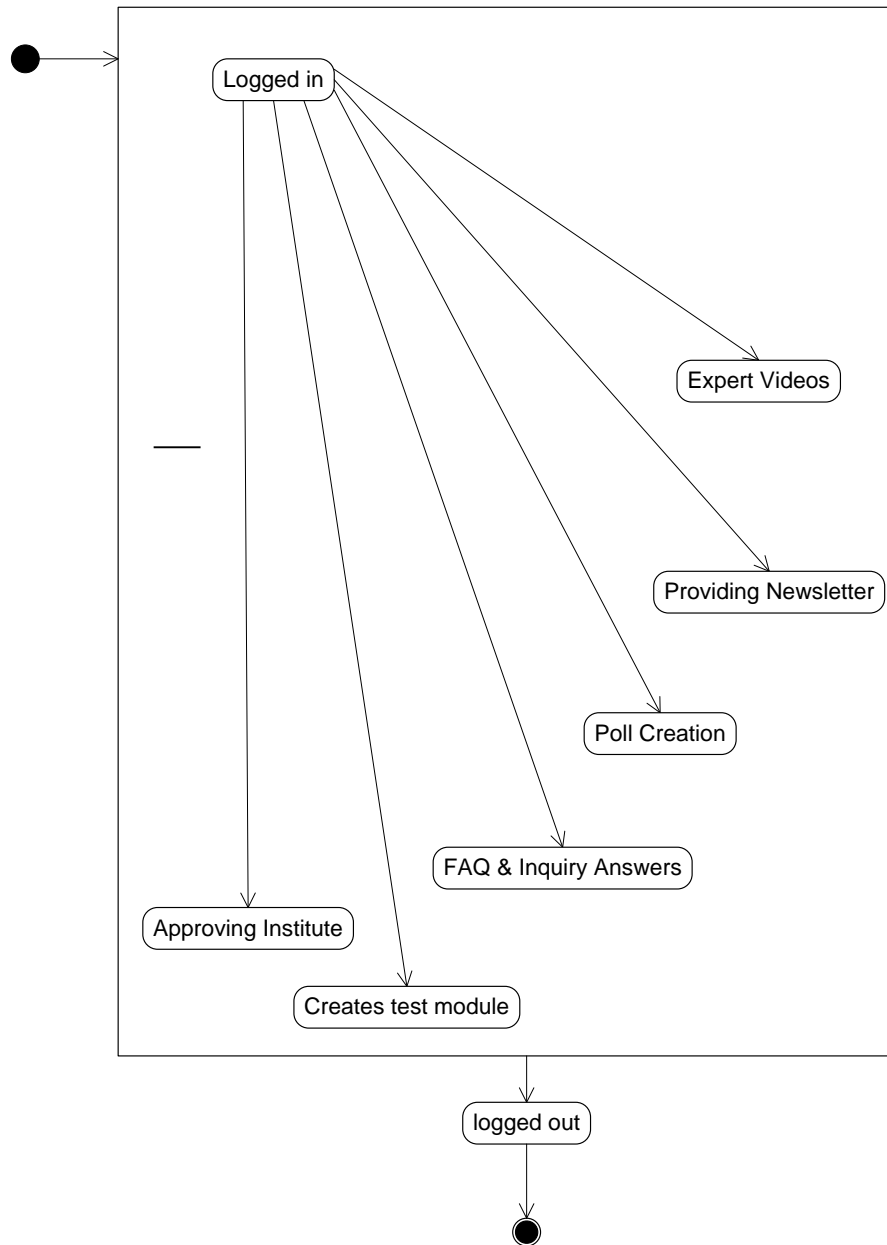 Logged in
Expert Videos
Providing Newsletter
Poll Creation
FAQ & Inquiry Answers
Approving Institute
Creates test module
logged out